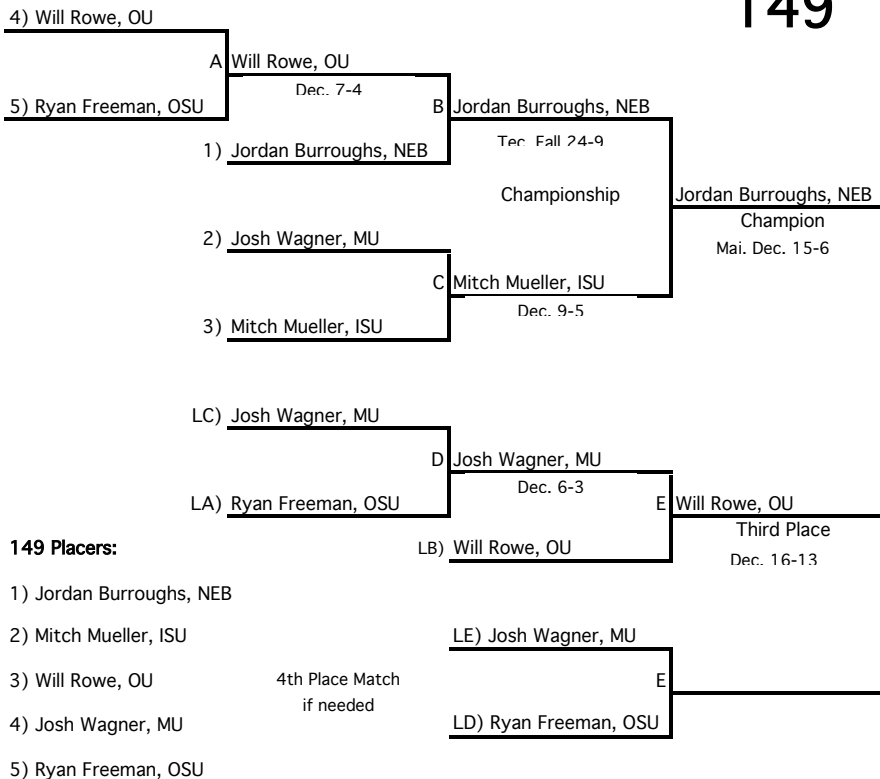 149
4) Will Rowe, OU
A Will Rowe, OU
Dec. 7-4
5) Ryan Freeman, OSU
B Jordan Burroughs, NEB
Tec. Fall 24-9
1) Jordan Burroughs, NEB
Championship
Jordan Burroughs, NEB
Champion
Maj. Dec. 15-6
2) Josh Wagner, MU
C Mitch Mueller, ISU
Dec. 9-5
3) Mitch Mueller, ISU
LC) Josh Wagner, MU
D Josh Wagner, MU
Dec. 6-3
LA) Ryan Freeman, OSU
E Will Rowe, OU
Third Place
Dec. 16-13
LB) Will Rowe, OU
149 Placers:
1) Jordan Burroughs, NEB
2) Mitch Mueller, ISU
3) Will Rowe, OU
4) Josh Wagner, MU
5) Ryan Freeman, OSU
4th Place Match
if needed
LE) Josh Wagner, MU
E
LD) Ryan Freeman, OSU